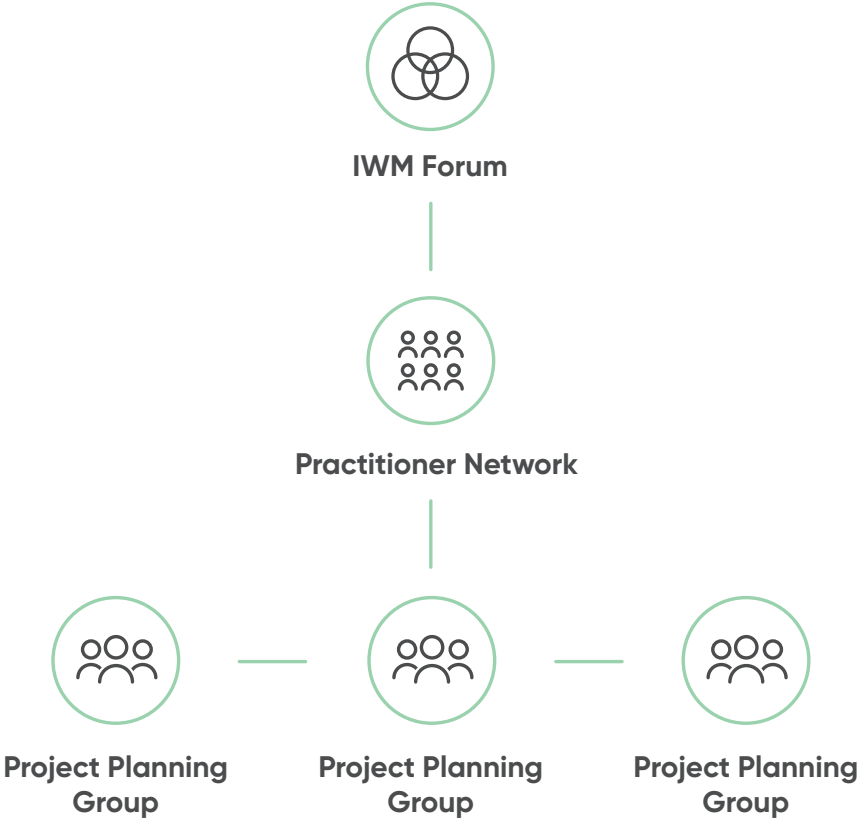 IWM Forum
Practitioner Network
Project Planning
Group
Project Planning
Group
Project Planning
Group